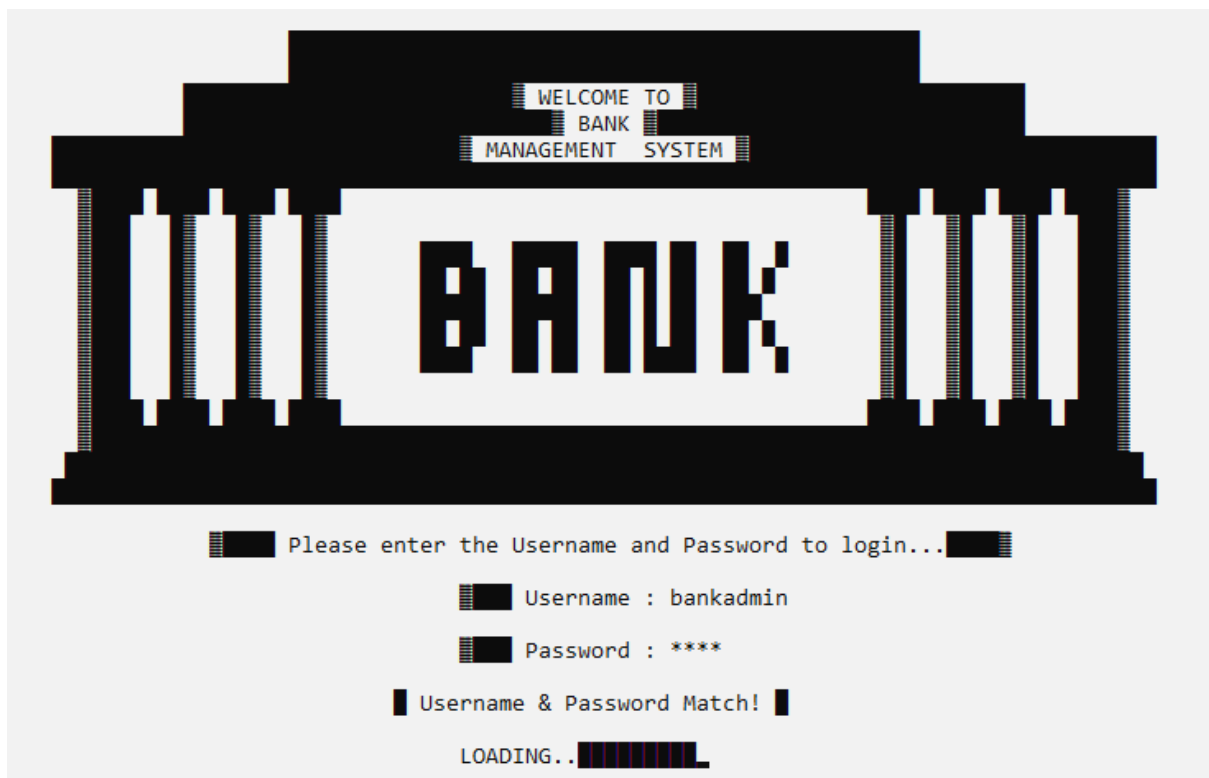 WELCOME TO
BANK
MANAGEMENT SYSTEM
BANK
Please enter the Username and Password to login...
Username : bankadmin
Password : ****
Username & Password Match!
LOADING..